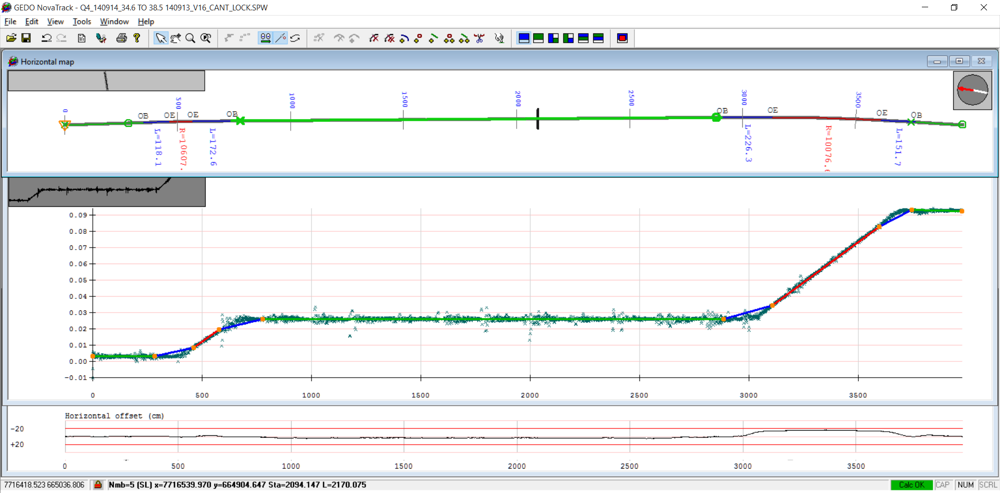 GEDO NovaTrack - Q4_140914_34.6 TO 38.5 140913_V16_CANT_LOCK.SPW
File Edit View Tools Window Help
Horizontal map
0 500 1000 1500 2000 2500 3000 3500
OB OE OE OB OB OE OE OB
L=118.1 R=10607. L=172.6 L=226.3 R=10076. L=151.7
0.09
0.08
0.07
0.06
0.05
0.04
0.03
0.02
0.01
0.00
-0.01
0 500 1000 1500 2000 2500 3000 3500
Horizontal offset (cm)
-20
+20
0 500 1000 1500 2000 2500 3000 3500
7716418.523 665036.806 Nmb=5 (SL) x=7716539.970 y=664904.647 Sta=2094.147 L=2170.075 Calc OK CAP NUM SCRL